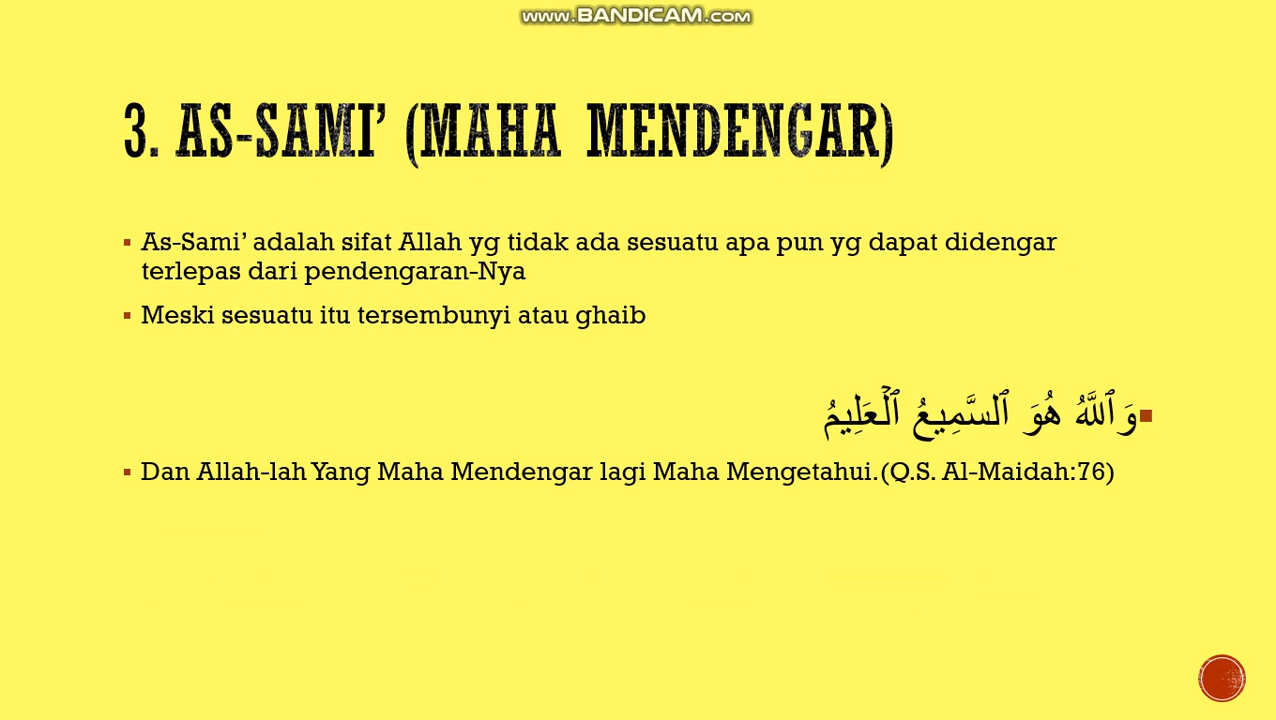 www.BANDICAM.com
3. AS-SAMI’ (MAHA MENDENGAR)
As-Sami’ adalah sifat Allah yg tidak ada sesuatu apa pun yg dapat didengar
terlepas dari pendengaran-Nya
Meski sesuatu itu tersembunyi atau ghaib
وَٱللَّهُ هُوَ ٱلسَّمِيعُ ٱلْعَلِيمُ
Dan Allah-lah Yang Maha Mendengar lagi Maha Mengetahui.(Q.S. Al-Maidah:76)